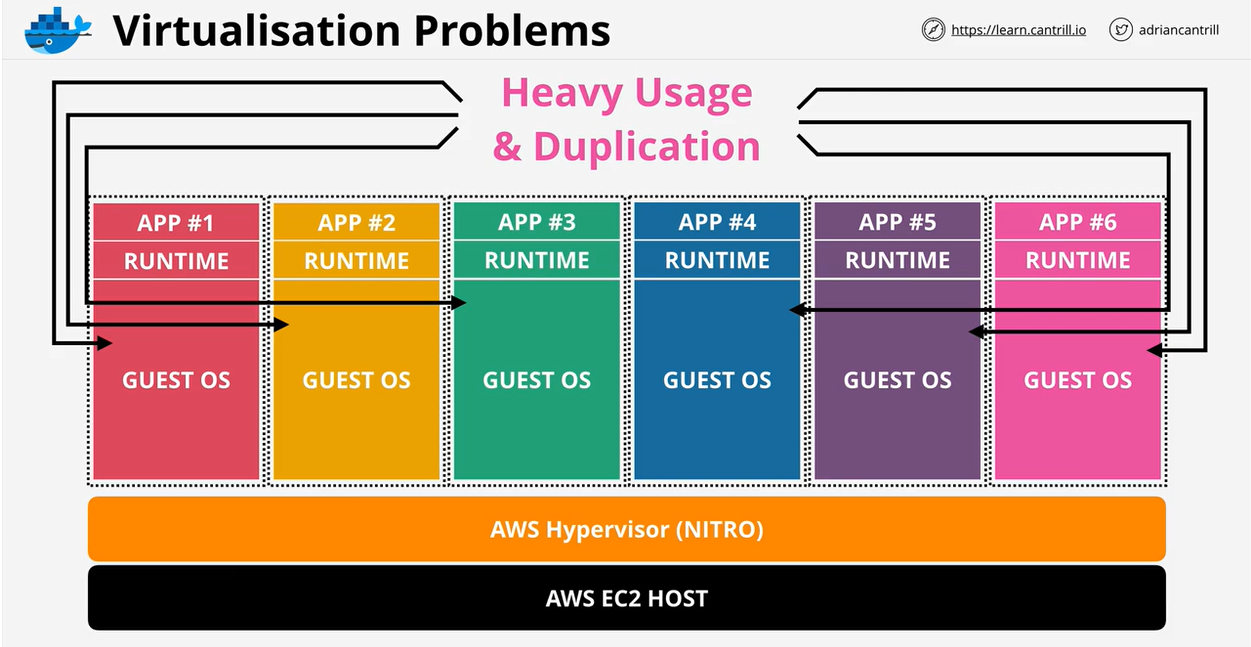 Virtualisation Problems
https://learn.cantrill.io
adriancantrill
Heavy Usage
& Duplication
APP #1
APP #2
APP #3
APP #4
APP #5
APP #6
RUNTIME
RUNTIME
RUNTIME
RUNTIME
RUNTIME
RUNTIME
GUEST OS
GUEST OS
GUEST OS
GUEST OS
GUEST OS
GUEST OS
AWS Hypervisor (NITRO)
AWS EC2 HOST